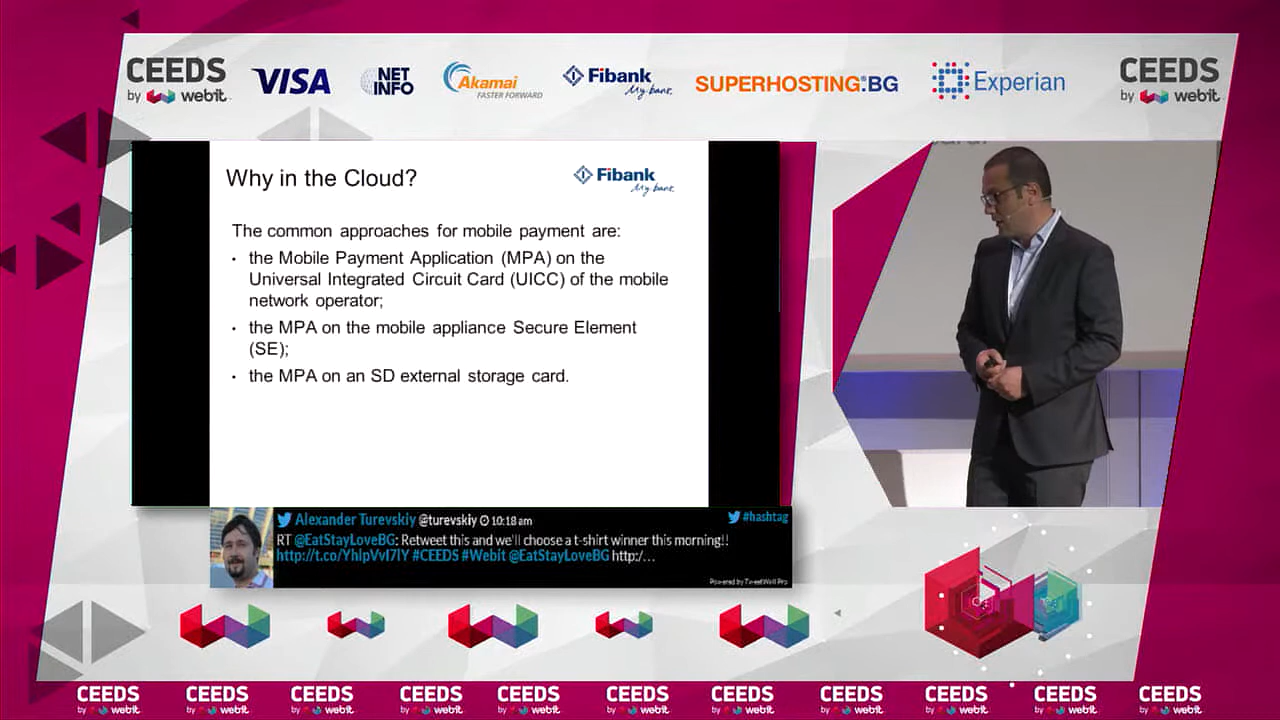 CEEDS
by webit
VISA
NET
INFO
Akamai
FASTER FORWARD
Fibank
My bank
SUPERHOSTING.BG
Experian
CEEDS
by webit
Why in the Cloud?
Fibank
My bank
The common approaches for mobile payment are:
• the Mobile Payment Application (MPA) on the
Universal Integrated Circuit Card (UICC) of the mobile
network operator;
• the MPA on the mobile appliance Secure Element
(SE);
• the MPA on an SD external storage card.
Alexander Turevskiy @turevskiy 10:18 am
#hashtag
RT @EatStayLoveBG: Retweet this and we'll choose a t-shirt winner this morning!!
#CEEDS #Webit @EatStayLoveBG http:/…
Powered by TweetWall Pro
CEEDS CEEDS CEEDS CEEDS CEEDS CEEDS CEEDS CEEDS CEEDS CEEDS CEEDS
by webit by webit by webit by webit by webit by webit by webit by webit by webit by webit by webit